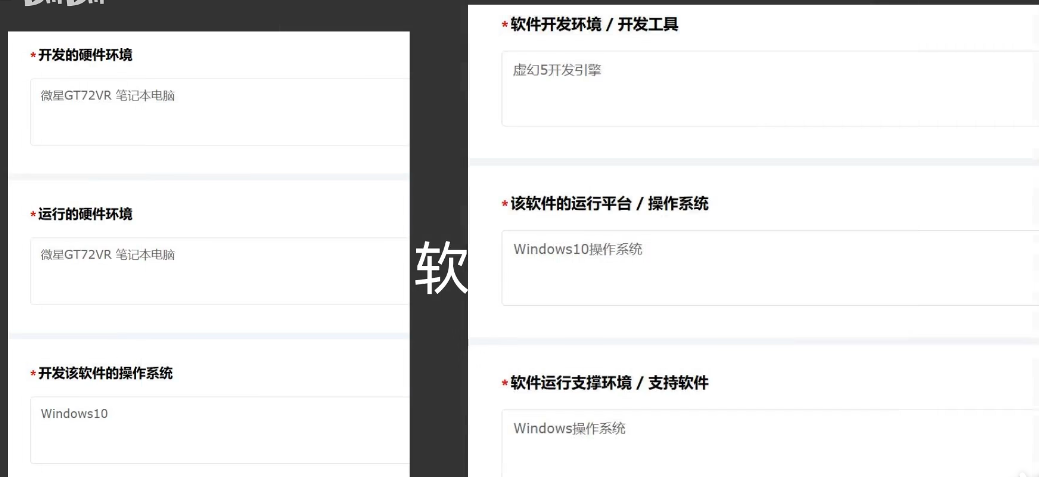 *开发的硬件环境
微星GT72VR 笔记本电脑
*运行的硬件环境
微星GT72VR 笔记本电脑
*开发该软件的操作系统
Windows10
软
*软件开发环境 / 开发工具
虚幻5开发引擎
*该软件的运行平台 / 操作系统
Windows10操作系统
*软件运行支撑环境 / 支持软件
Windows操作系统